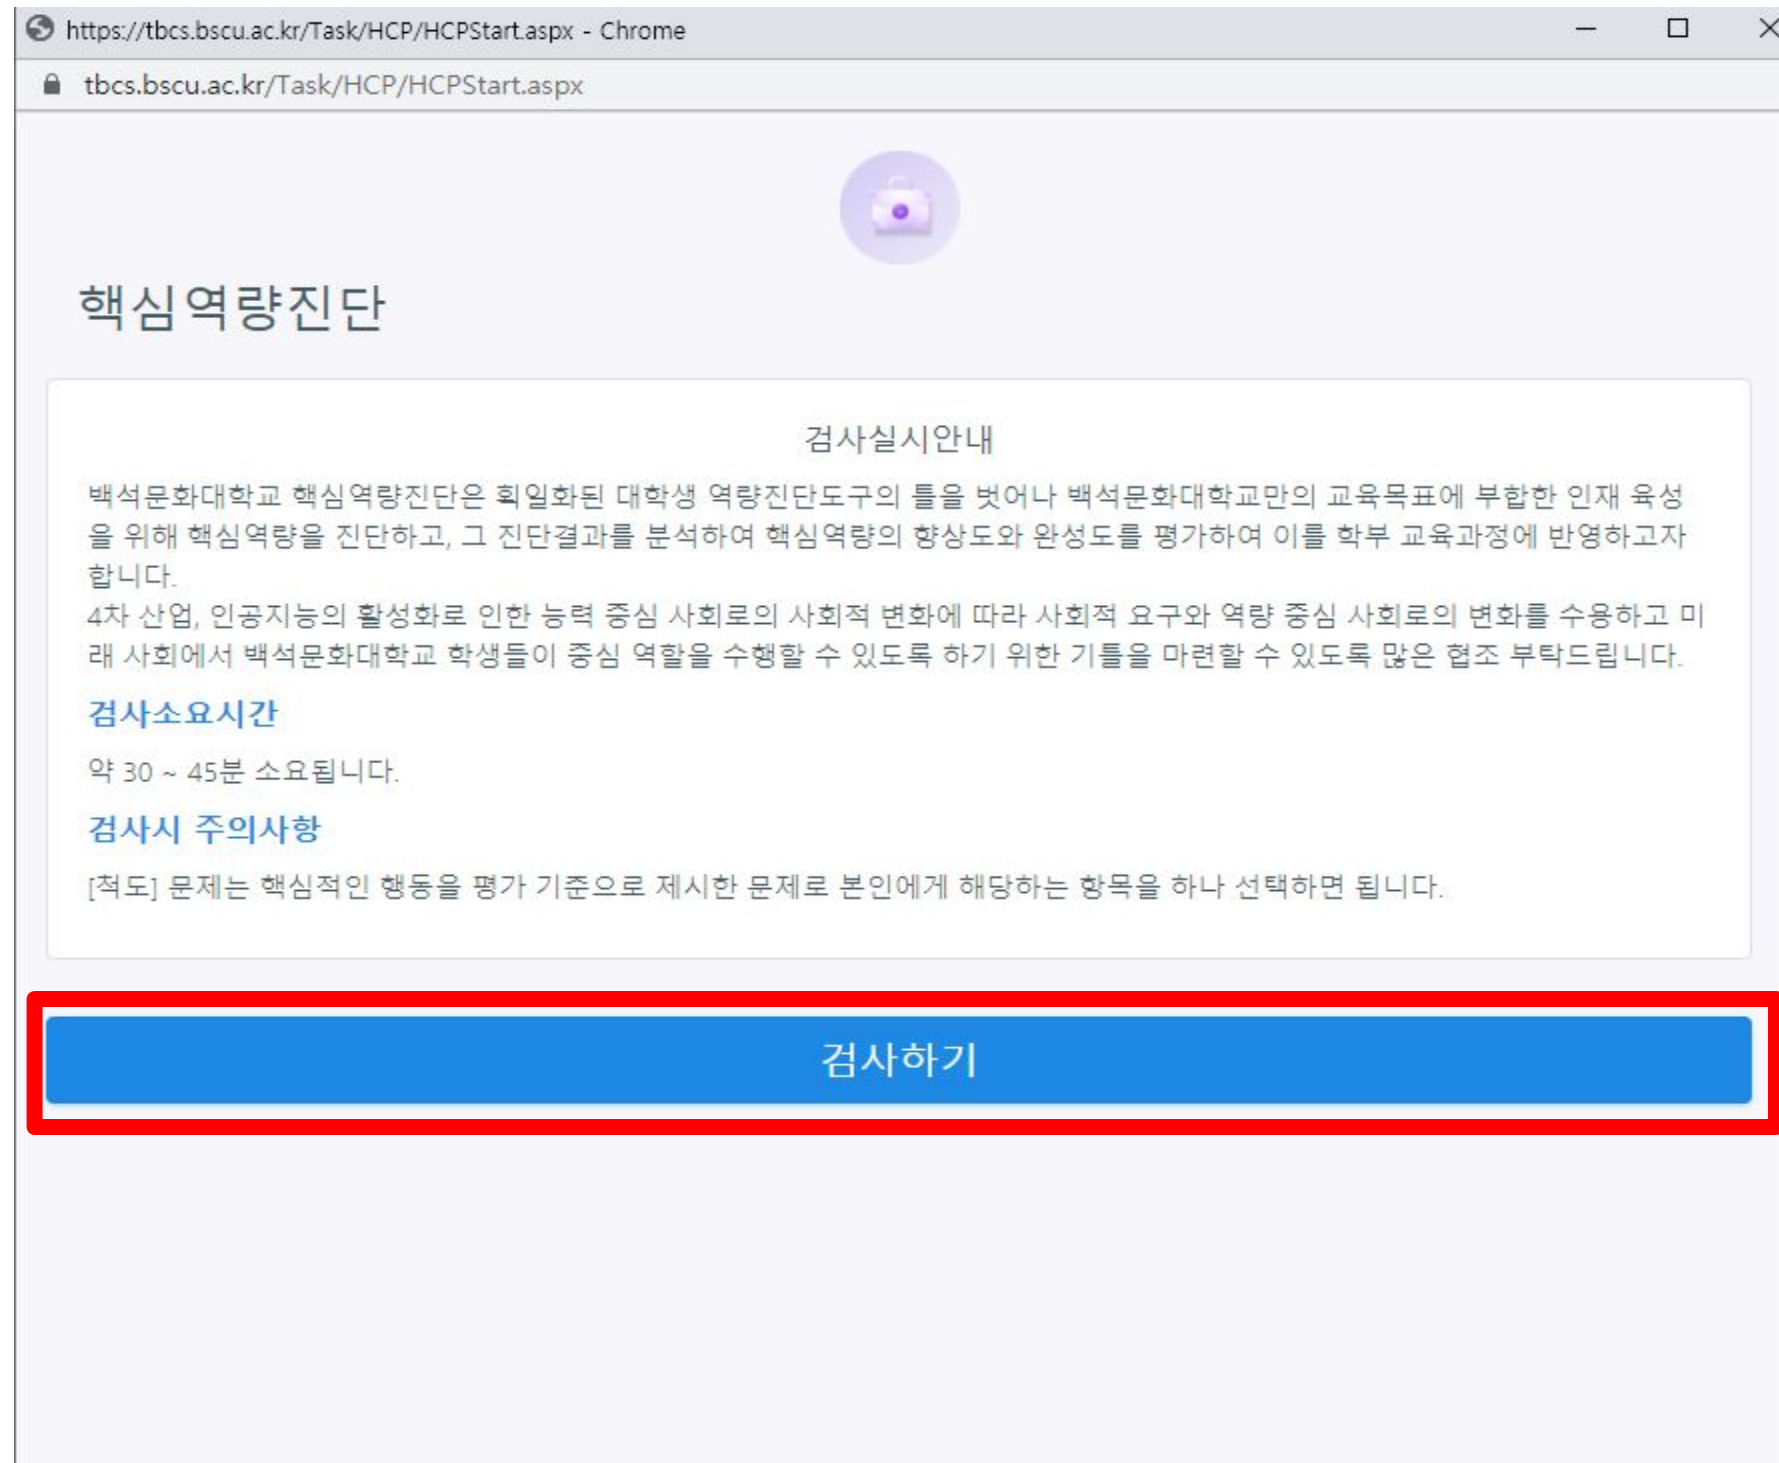 https://tbcs.bscu.ac.kr/Task/HCP/HCPStart.aspx - Chrome
tbcs.bscu.ac.kr/Task/HCP/HCPStart.aspx
핵심역량진단
검사실시안내
백석문화대학교 핵심역량진단은 획일화된 대학생 역량진단도구의 틀을 벗어나 백석문화대학교만의 교육목표에 부합한 인재 육성
을 위해 핵심역량을 진단하고, 그 진단결과를 분석하여 핵심역량의 향상도와 완성도를 평가하여 이를 학부 교육과정에 반영하고자
합니다.
4차 산업, 인공지능의 활성화로 인한 능력 중심 사회로의 사회적 변화에 따라 사회적 요구와 역량 중심 사회로의 변화를 수용하고 미
래 사회에서 백석문화대학교 학생들이 중심 역할을 수행할 수 있도록 하기 위한 기틀을 마련할 수 있도록 많은 협조 부탁드립니다.
검사소요시간
약 30 ~ 45분 소요됩니다.
검사시 주의사항
[척도] 문제는 핵심적인 행동을 평가 기준으로 제시한 문제로 본인에게 해당하는 항목을 하나 선택하면 됩니다.
검사하기